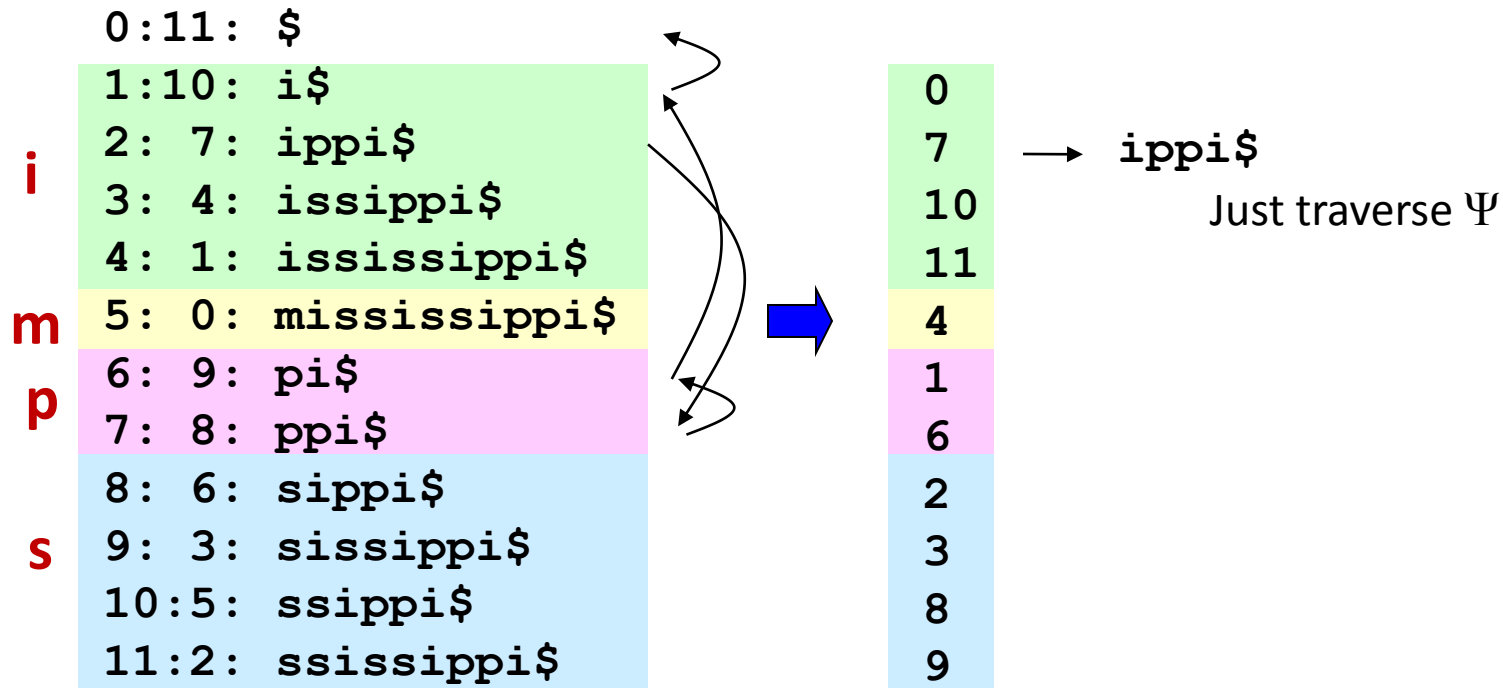 0:11: $
1:10: i$
2: 7: ippi$
3: 4: issippi$
4: 1: ississippi$
5: 0: mississippi$
6: 9: pi$
7: 8: ppi$
8: 6: sippi$
9: 3: sissippi$
10:5: ssippi$
11:2: ssissippi$
i
m
p
s
0
7
10
11
4
1
6
2
3
8
9
ippi$
Just traverse Ψ